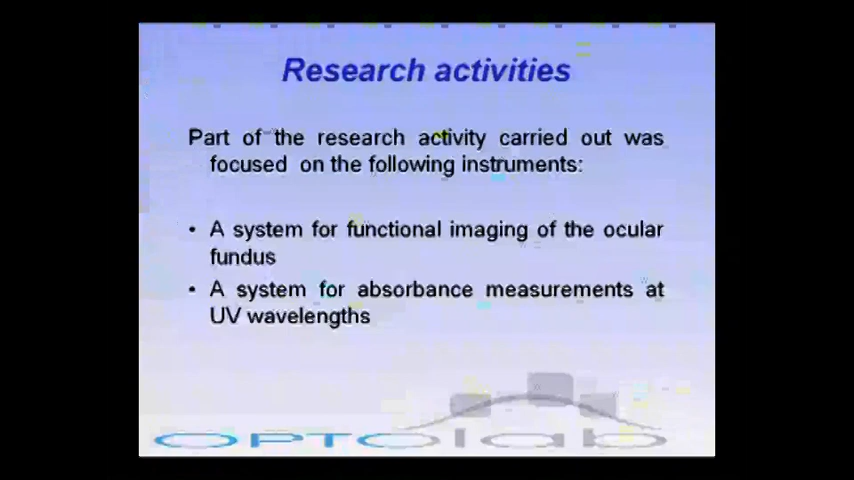 Research activities
Part of the research activity carried out was
focused on the following instruments:
• A system for functional imaging of the ocular
fundus
• A system for absorbance measurements at
UV wavelengths
OPTOlab